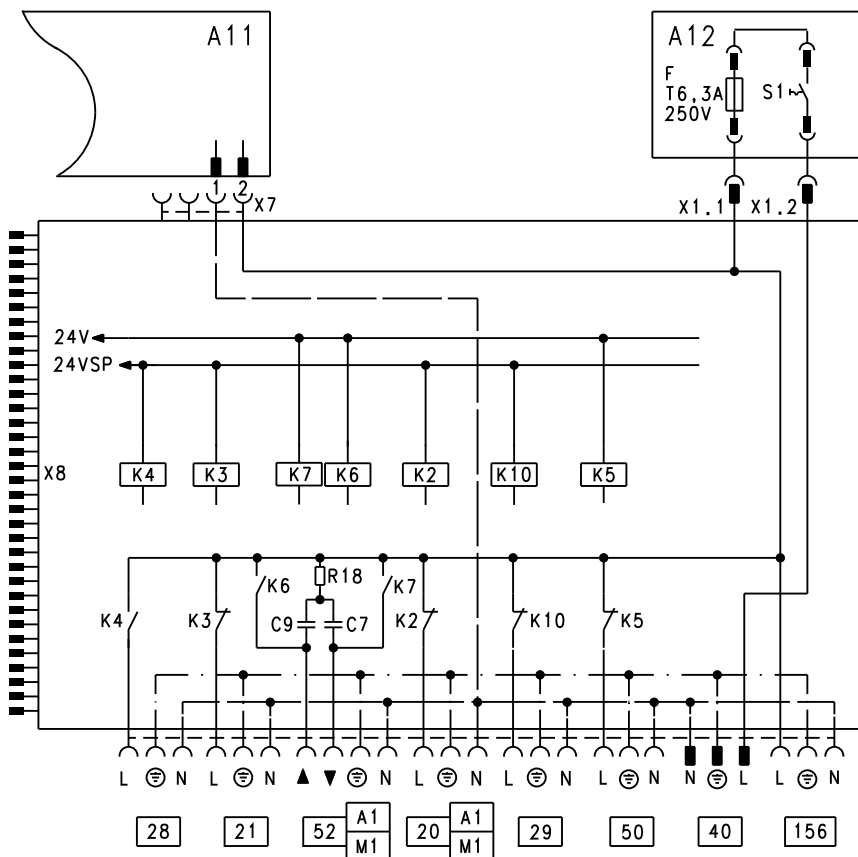 A11
A12
F
T6,3A
250V
S1
1 2
X7
X1.1 X1.2
24V
24VSP
X8
K4 K3 K7 K6 K2 K10 K5
K6 R18 K7
K4 K3 C9 C7 K2 K10 K5
L N L N ▲ ▼ N L N L N L N N L L N
28 21 52 A1 M1 20 A1 M1 29 50 40 156